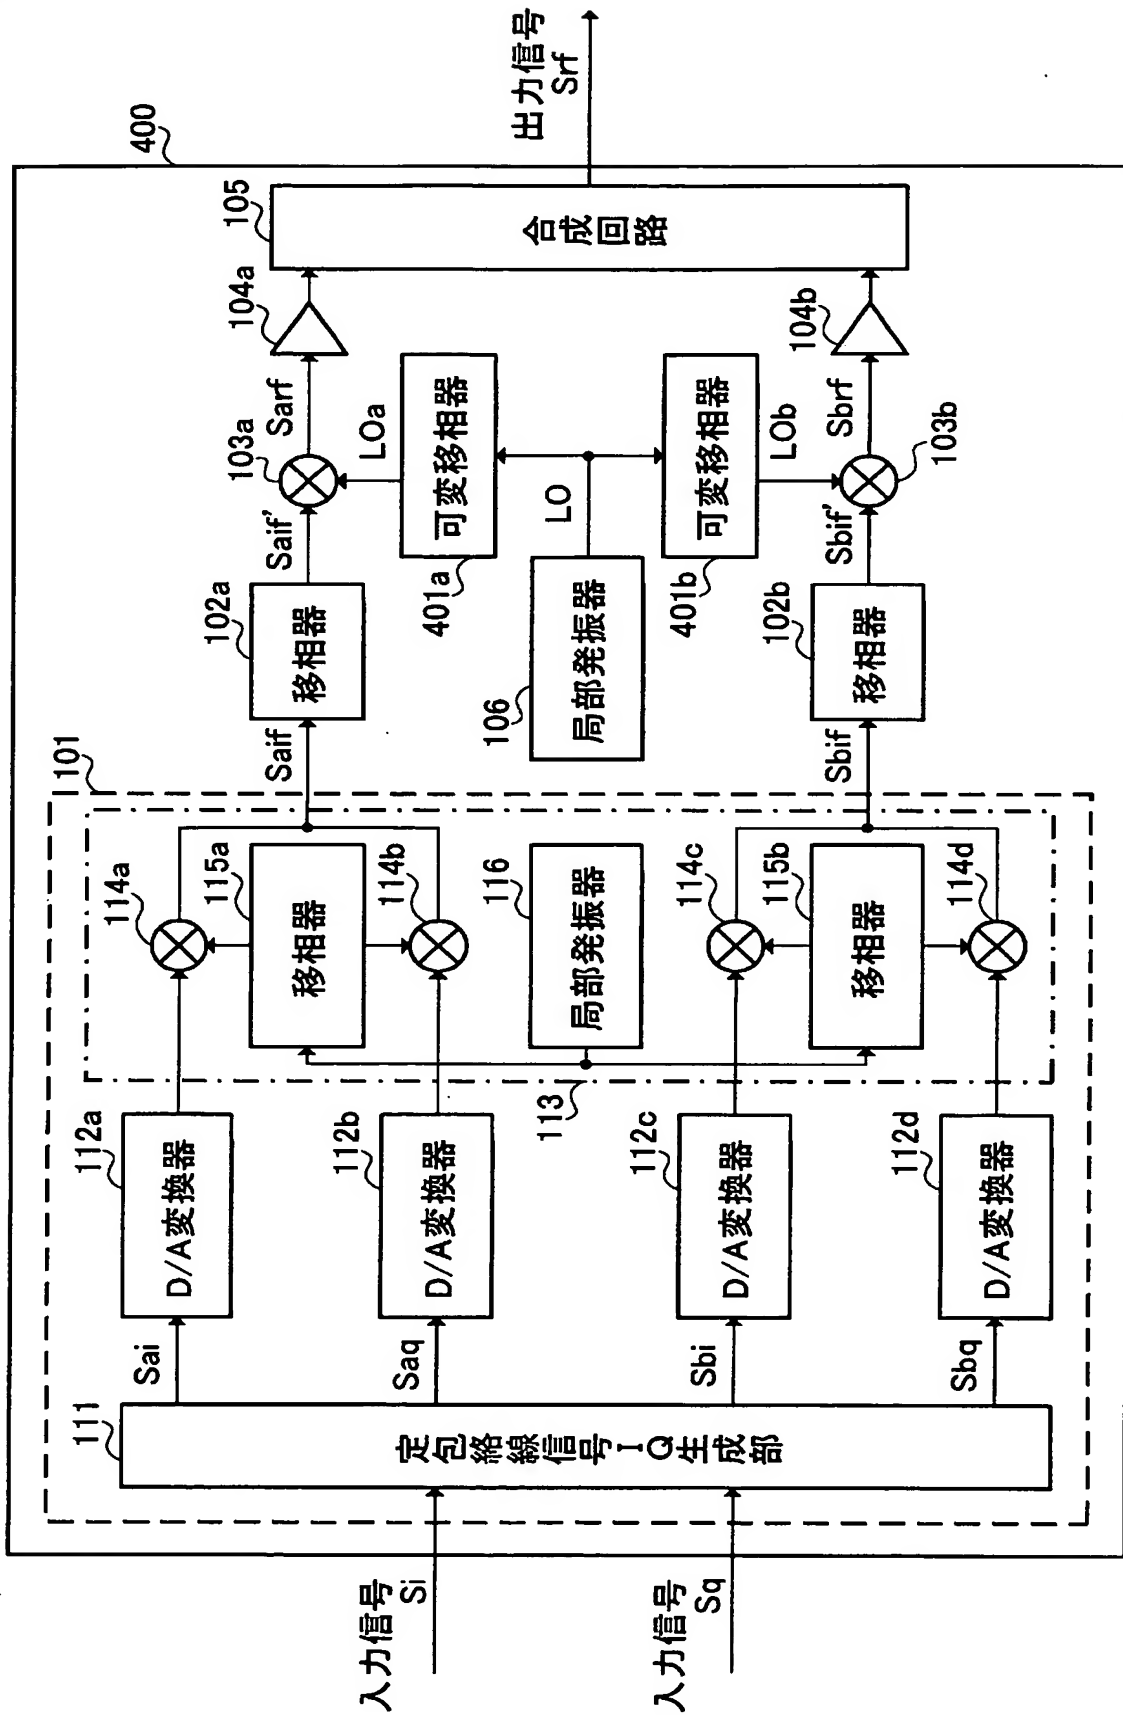 400
入力信号
Si
入力信号
Sq
101
111
定包絡線信号IQ生成部
Sai
Saq
Sbi
Sbq
112a
D/A変換器
112b
D/A変換器
112c
D/A変換器
112d
D/A変換器
113
114a
115a
移相器
114b
116
局部発振器
114c
115b
移相器
114d
Saif
Sbif
102a
移相器
102b
移相器
106
局部発振器
LO
Saif'
Sbif'
401a
可変移相器
401b
可変移相器
LOa
LOb
103a
103b
Sarf
Sbrf
104a
104b
105
合成回路
出力信号
Srf